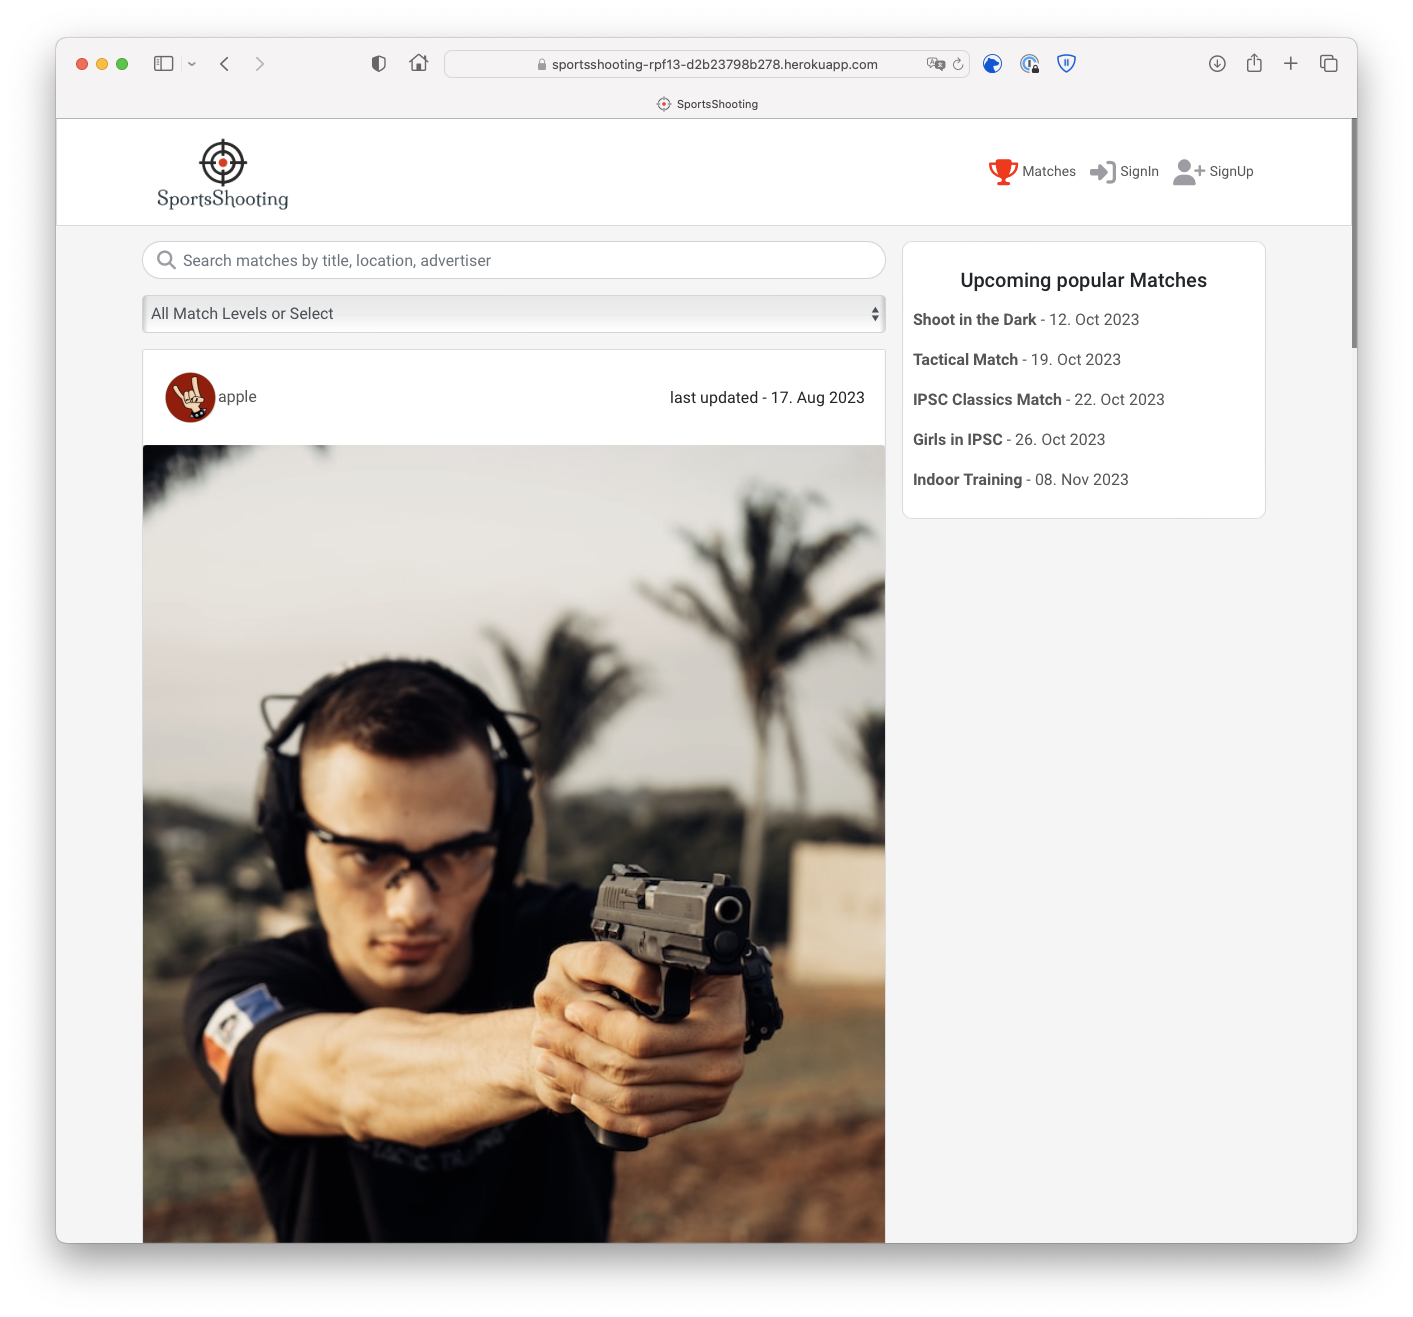 sportsshooting-rpf13-d2b23798b278.herokuapp.com
SportsShooting
SportsShooting
Matches
SignIn
SignUp
Search matches by title, location, advertiser
All Match Levels or Select
apple
last updated - 17. Aug 2023
Upcoming popular Matches
Shoot in the Dark - 12. Oct 2023
Tactical Match - 19. Oct 2023
IPSC Classics Match - 22. Oct 2023
Girls in IPSC - 26. Oct 2023
Indoor Training - 08. Nov 2023